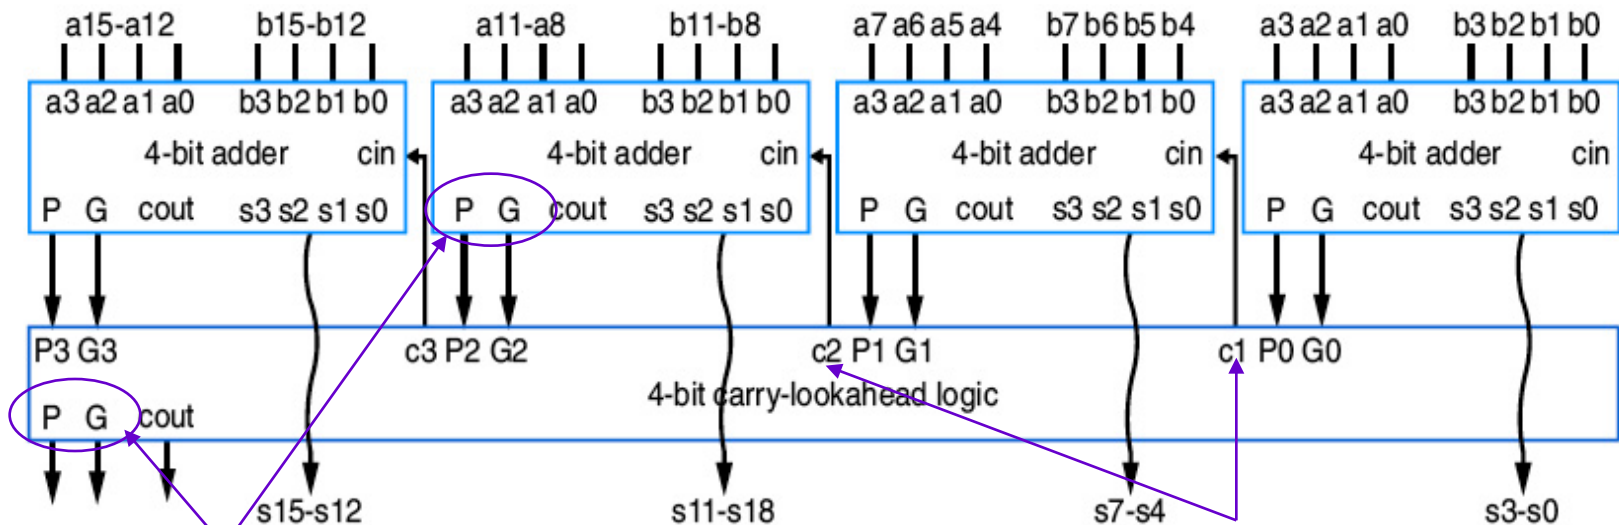 a15-a12 b15-b12 a11-a8 b11-b8 a7 a6 a5 a4 b7 b6 b5 b4 a3 a2 a1 a0 b3 b2 b1 b0
a3 a2 a1 a0 b3 b2 b1 b0 a3 a2 a1 a0 b3 b2 b1 b0 a3 a2 a1 a0 b3 b2 b1 b0 a3 a2 a1 a0 b3 b2 b1 b0
4-bit adder cin 4-bit adder cin 4-bit adder cin 4-bit adder cin
P G cout s3 s2 s1 s0 P G cout s3 s2 s1 s0 P G cout s3 s2 s1 s0 P G cout s3 s2 s1 s0
P3 G3 c3 P2 G2 c2 P1 G1 c1 P0 G0
4-bit carry-lookahead logic
P G cout
s15-s12 s11-s18 s7-s4 s3-s0